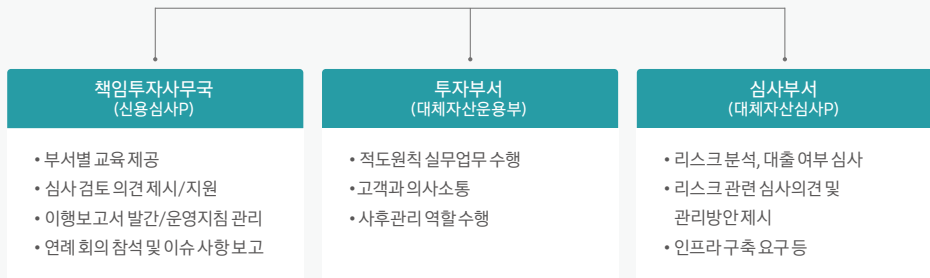 책임투자사무국
(신용심사P)
• 부서별 교육 제공
• 심사 검토 의견 제시/지원
• 이행보고서 발간/운영지침 관리
• 연례 회의 참석 및 이슈 사항 보고
투자부서
(대체자산운용부)
• 적도원칙 실무업무 수행
• 고객과 의사소통
• 사후관리 역할 수행
심사부서
(대체자산심사P)
• 리스크 분석, 대출 여부 심사
• 리스크 관련 심사의견 및
관리방안 제시
• 인프라 구축 요구 등